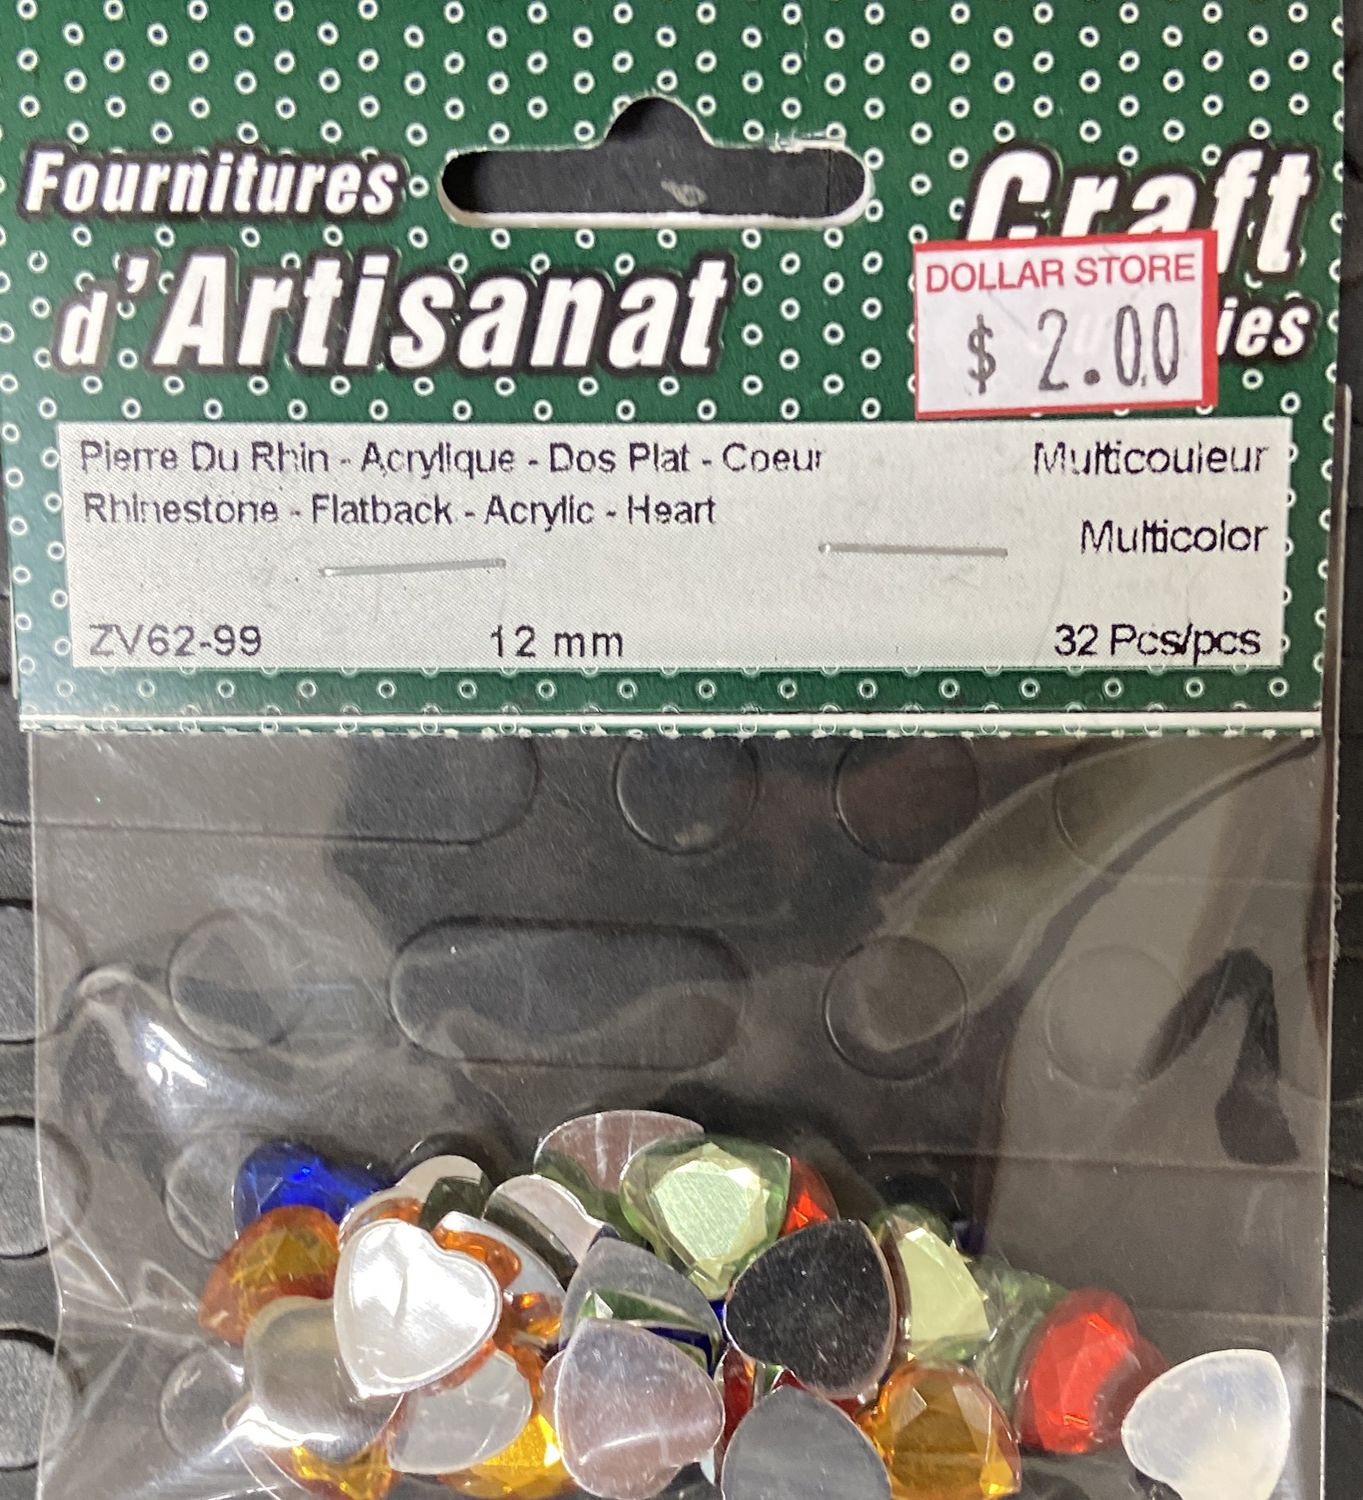 Fournitures
d'Artisanat
Craft
ies
DOLLAR STORE
$ 2.00
Pierre Du Rhin - Acrylique - Dos Plat - Coeur
Multicouleur
Rhinestone - Flatback - Acrylic - Heart
Multicolor
ZV62-99
12 mm
32 Pcs/pcs